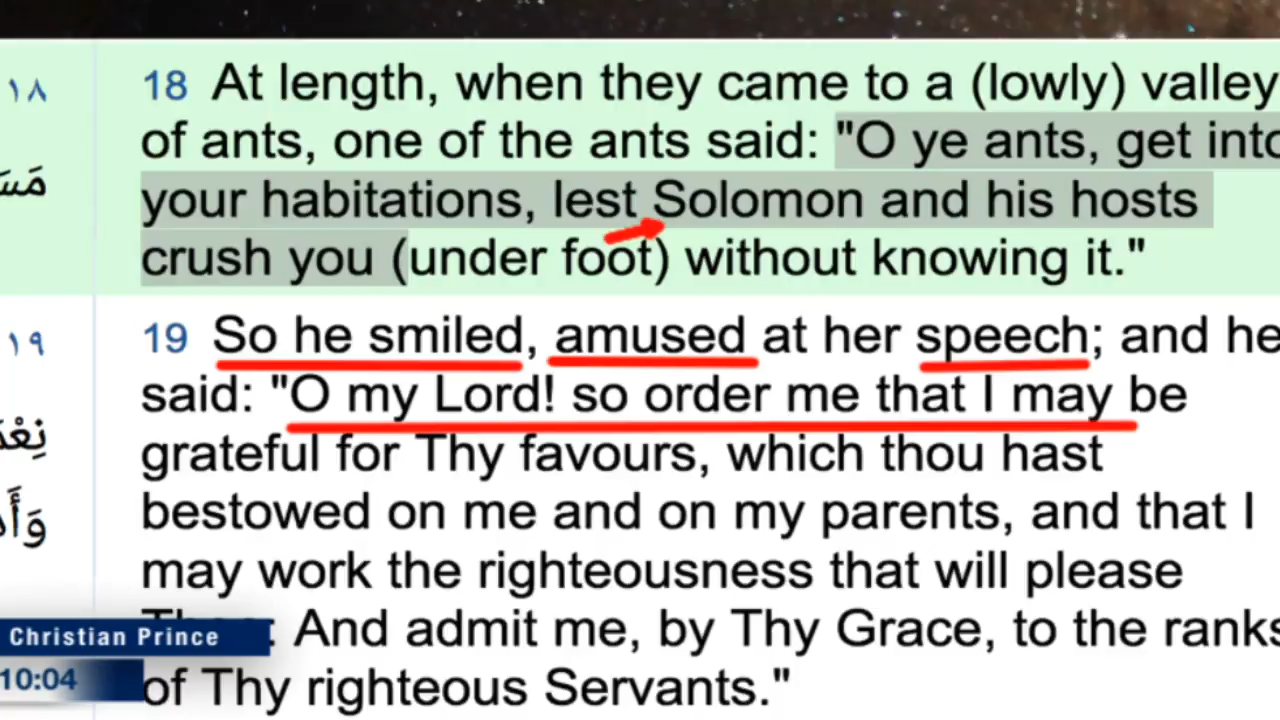 ١٨
18 At length, when they came to a (lowly) valley
of ants, one of the ants said: "O ye ants, get into
your habitations, lest Solomon and his hosts
crush you (under foot) without knowing it."
١٩
19 So he smiled, amused at her speech; and he
said: "O my Lord! so order me that I may be
grateful for Thy favours, which thou hast
bestowed on me and on my parents, and that I
may work the righteousness that will please
And admit me, by Thy Grace, to the ranks
of Thy righteous Servants."
Christian Prince
10:04